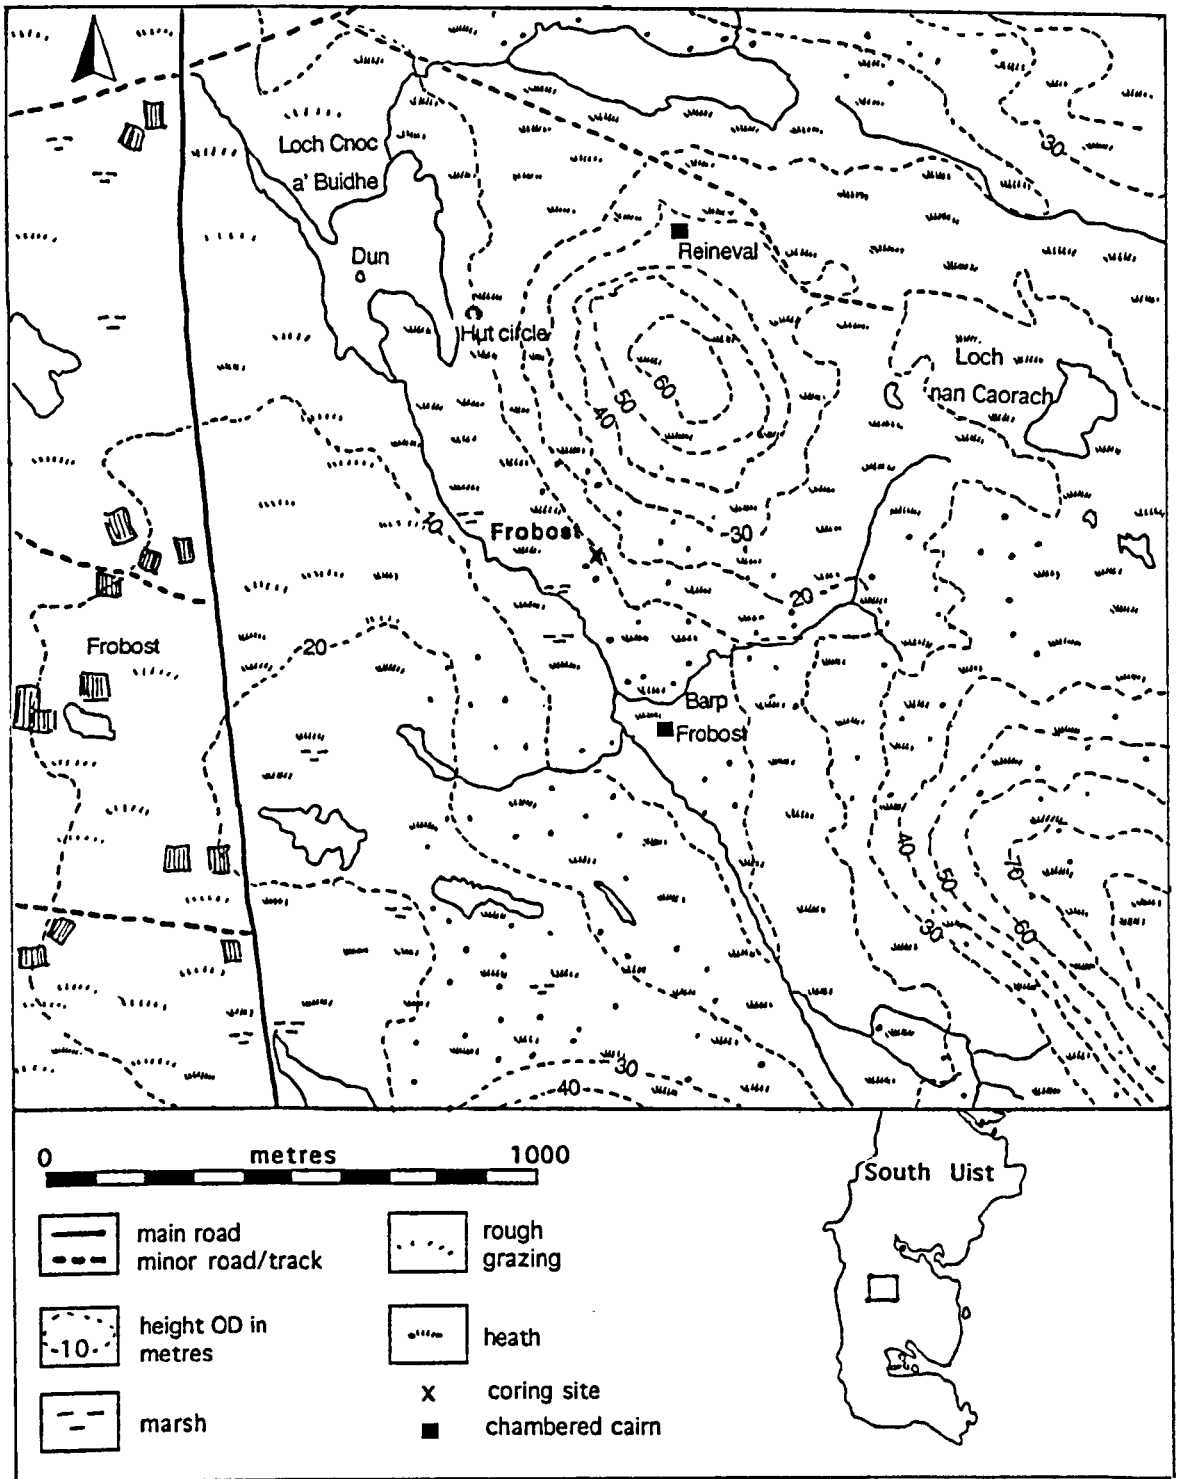 Loch Cnoc
a' Buidhe
30
Dun
Reineval
Hut circle
Loch
nan Caorach
60
50
40
10
Frobost
30
20
Frobost
20
Barp
Frobost
40
50
70
30
60
30
40
0 metres 1000
main road
minor road/track
rough
grazing
height OD in
metres
-10-
heath
marsh
x coring site
chambered cairn
South Uist